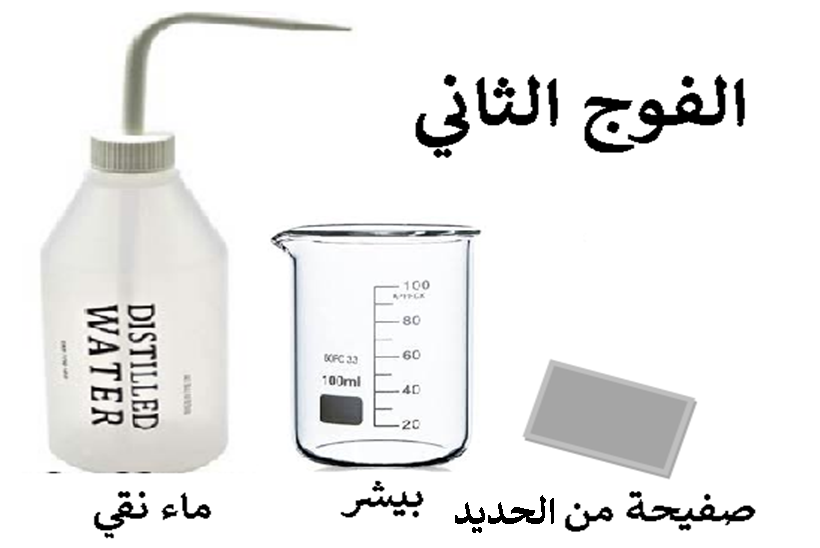 الفوج الثاني
DISTILLED
WATER
100
80
60
40
20
100ml
صفيحة من الحديد
بيشر
ماء نقي